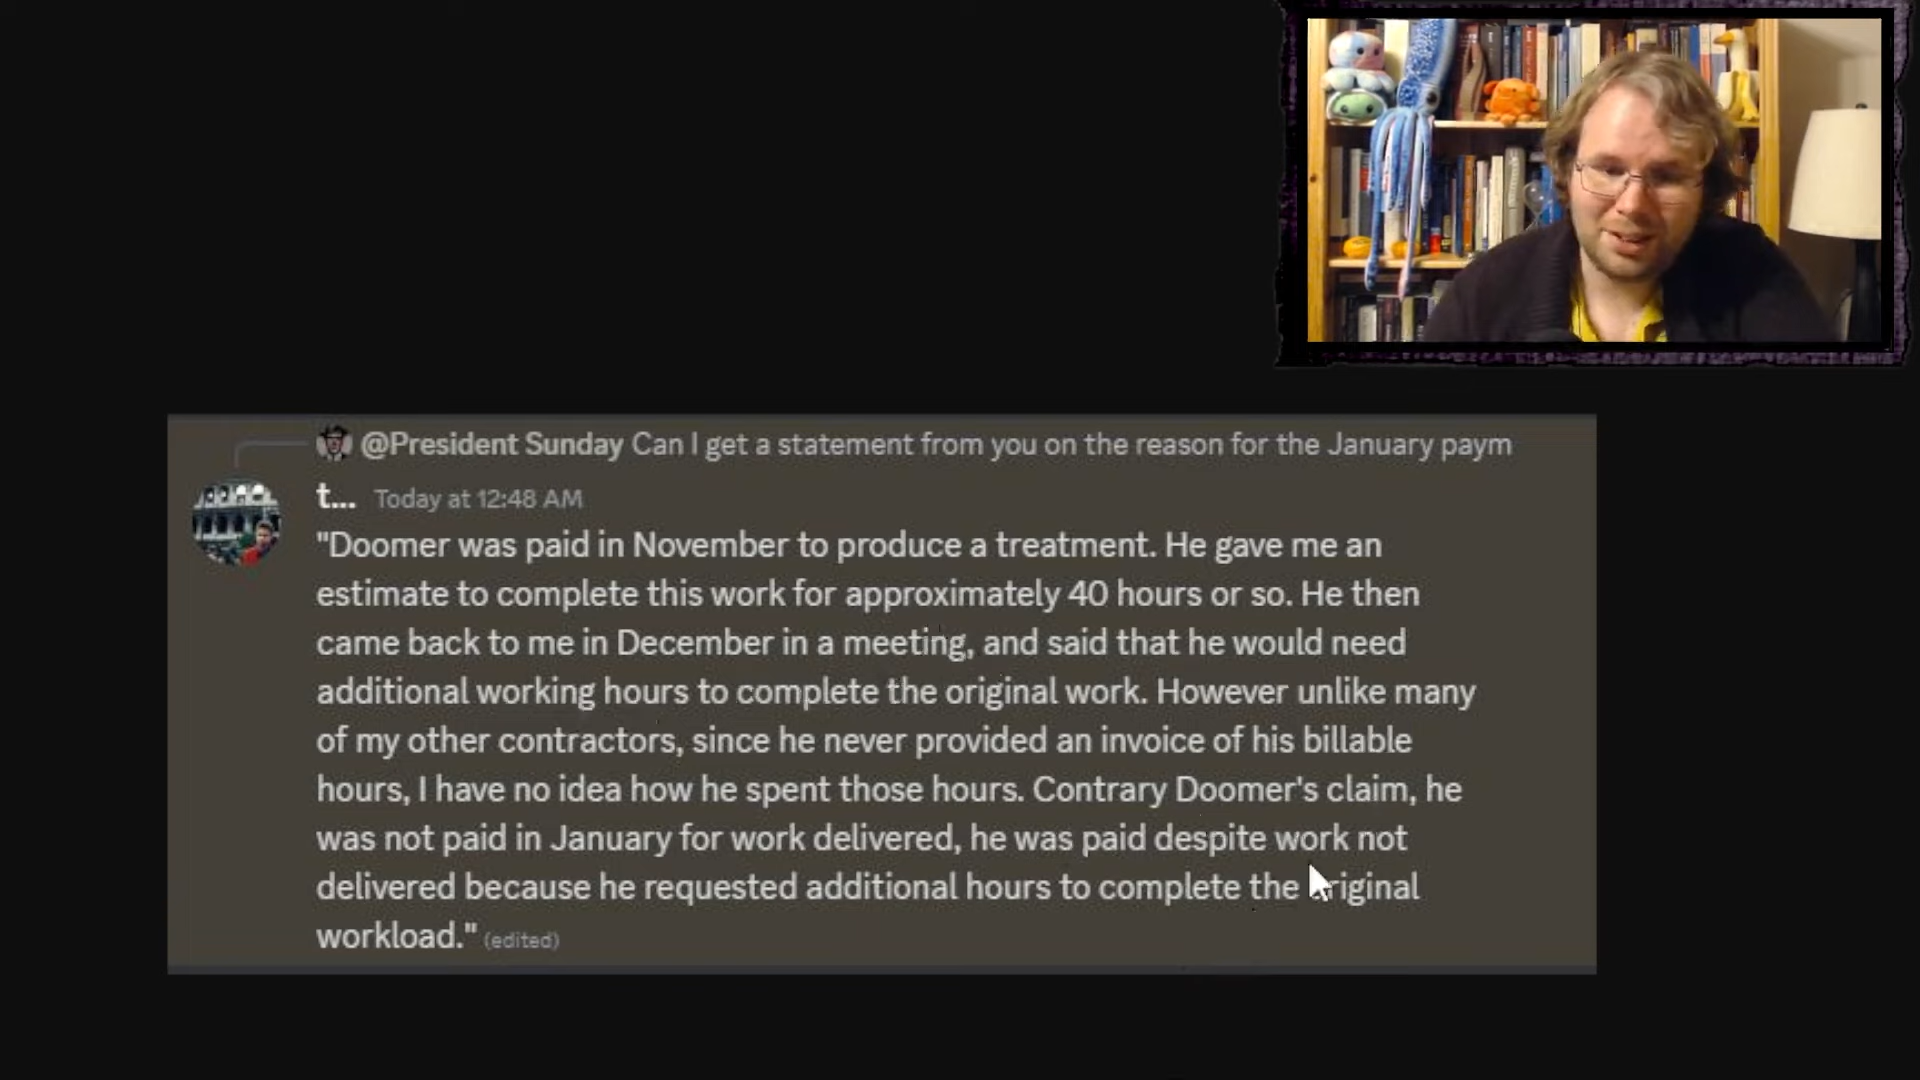 @President Sunday Can I get a statement from you on the reason for the January paym
t... Today at 12:48 AM
"Doomer was paid in November to produce a treatment. He gave me an
estimate to complete this work for approximately 40 hours or so. He then
came back to me in December in a meeting, and said that he would need
additional working hours to complete the original work. However unlike many
of my other contractors, since he never provided an invoice of his billable
hours, I have no idea how he spent those hours. Contrary Doomer's claim, he
was not paid in January for work delivered, he was paid despite work not
delivered because he requested additional hours to complete the original
workload." (edited)